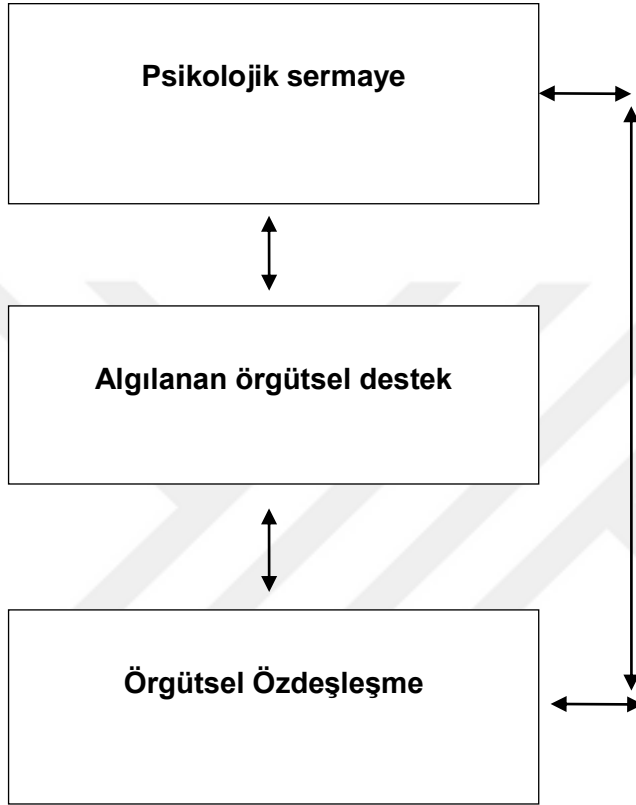 Psikolojik sermaye
Algılanan örgütsel destek
Örgütsel Özdeşleşme